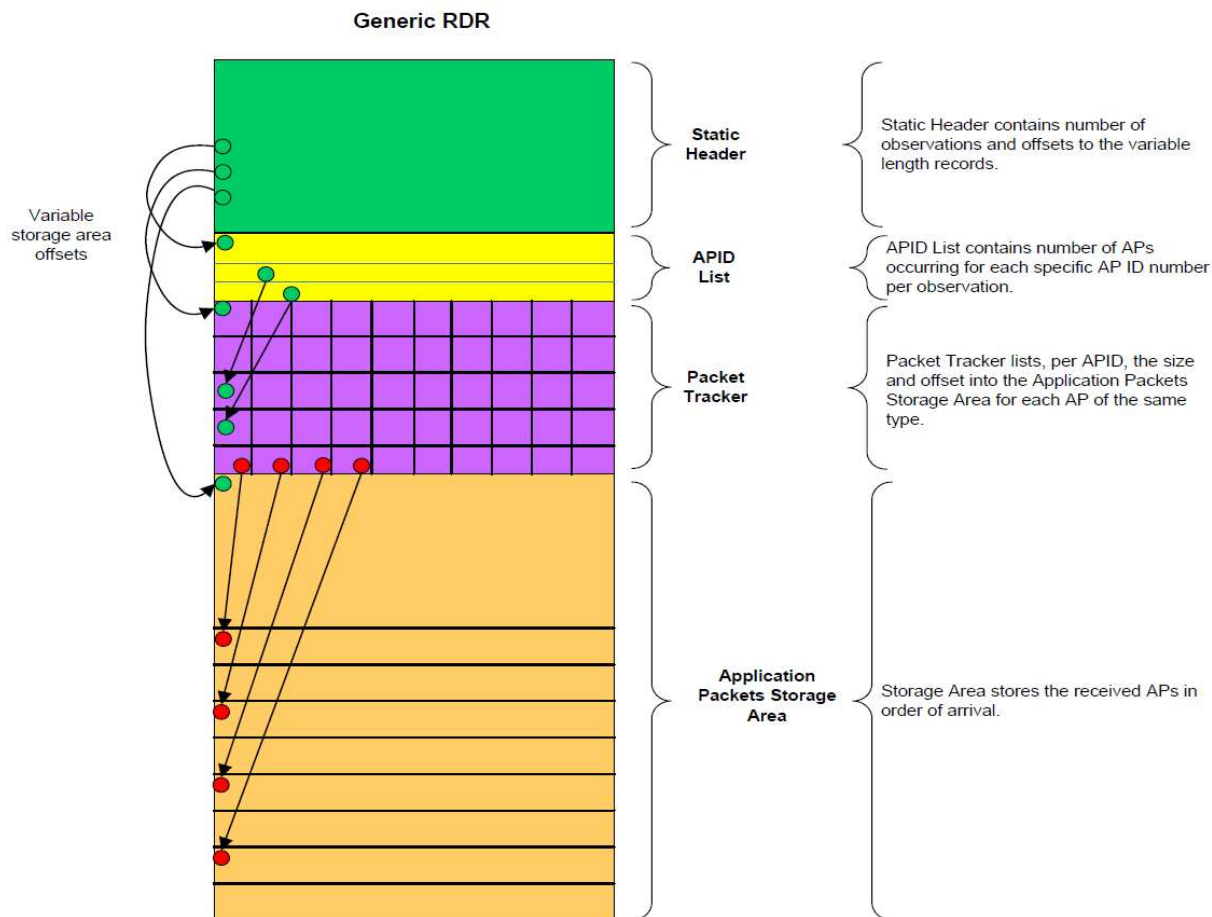 Generic RDR
Static
Header
Static Header contains number of
observations and offsets to the variable
length records.
Variable
storage area
offsets
APID
List
APID List contains number of APs
occurring for each specific AP ID number
per observation.
Packet
Tracker
Packet Tracker lists, per APID, the size
and offset into the Application Packets
Storage Area for each AP of the same
type.
Application
Packets Storage
Area
Storage Area stores the received APs in
order of arrival.